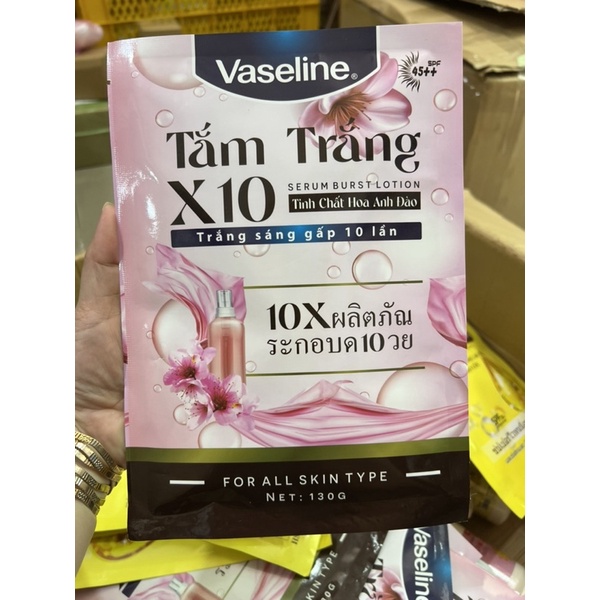 Vaseline®
SPF
45++
Tắm Trắng
X10
SERUM BURST LOTION
Tinh Chất Hoa Anh Đào
Trắng sáng gấp 10 lần
10Xผลิตภัณ
ระกอบด10วย
FOR ALL SKIN TYPE
NET: 130G
Vaseline
SKIN TYPE